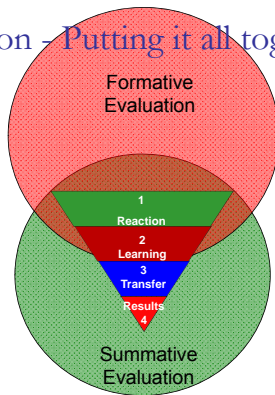 on - Putting it all tog
Formative
Evaluation
1
Reaction
2
Learning
3
Transfer
Results
4
Summative
Evaluation